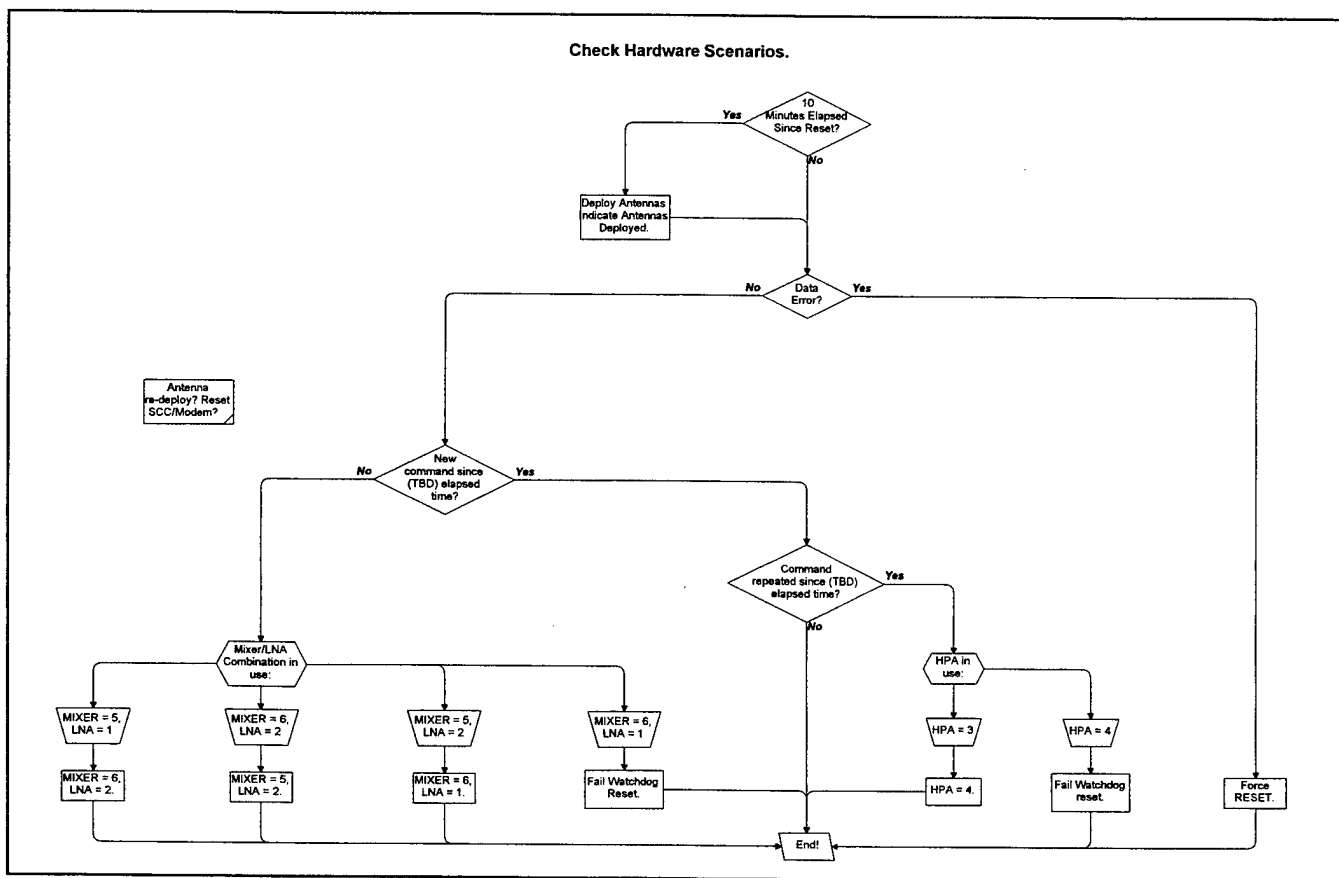 Check Hardware Scenarios.
10
Minutes Elapsed
Since Reset?
Yes
No
Deploy Antennas
ndicate Antennas
Deployed.
Data
Error?
No
Yes
Antenna
re-deploy? Reset
SCC/Modem?
New
command since
(TBD) elapsed
time?
No
Yes
Command
repeated since (TBD)
elapsed time?
Yes
No
Mixer/LNA
Combination in
use:
HPA in
use:
MIXER = 5,
LNA = 1
MIXER = 6,
LNA = 2
MIXER = 5,
LNA = 2
MIXER = 6,
LNA = 1
HPA = 3
HPA = 4
MIXER = 6,
LNA = 2.
MIXER = 5,
LNA = 2.
MIXER = 6,
LNA = 1.
Fail Watchdog
Reset.
HPA = 4.
Fail Watchdog
reset.
Force
RESET.
End!